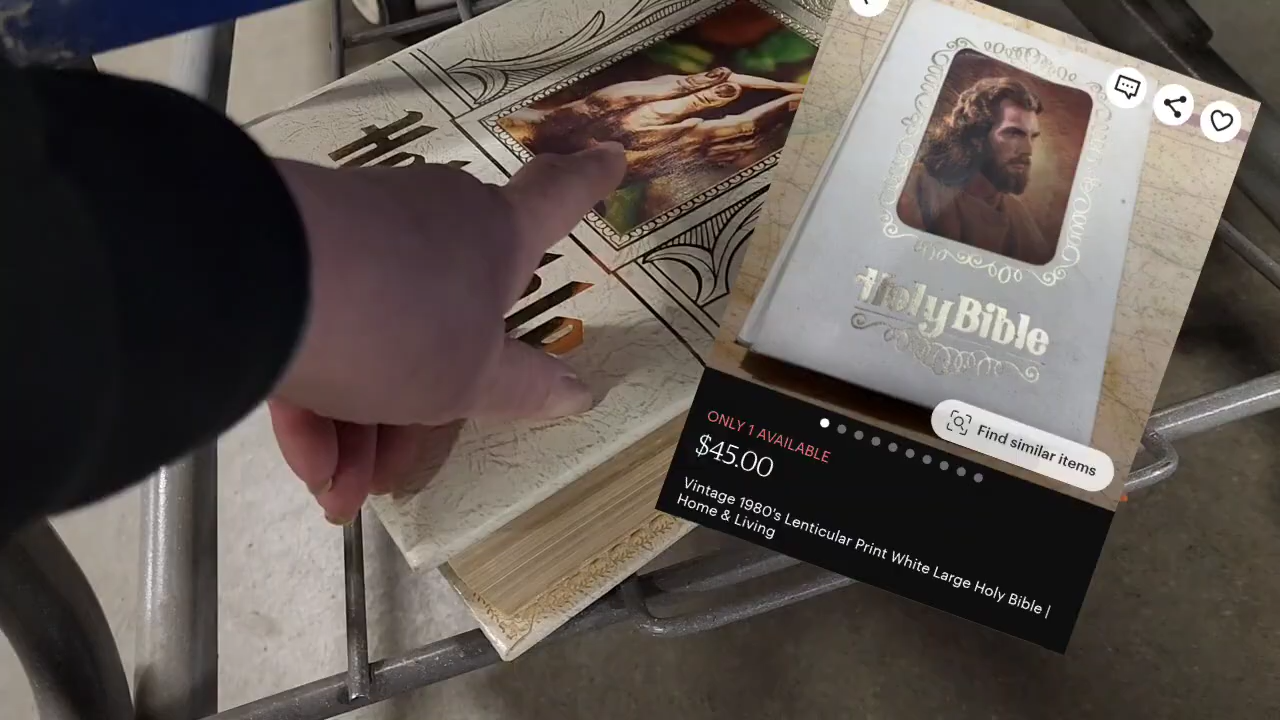 Holy Bible
Find similar items
ONLY 1 AVAILABLE
$45.00
Vintage 1980's Lenticular Print White Large Holy Bible |
Home & Living